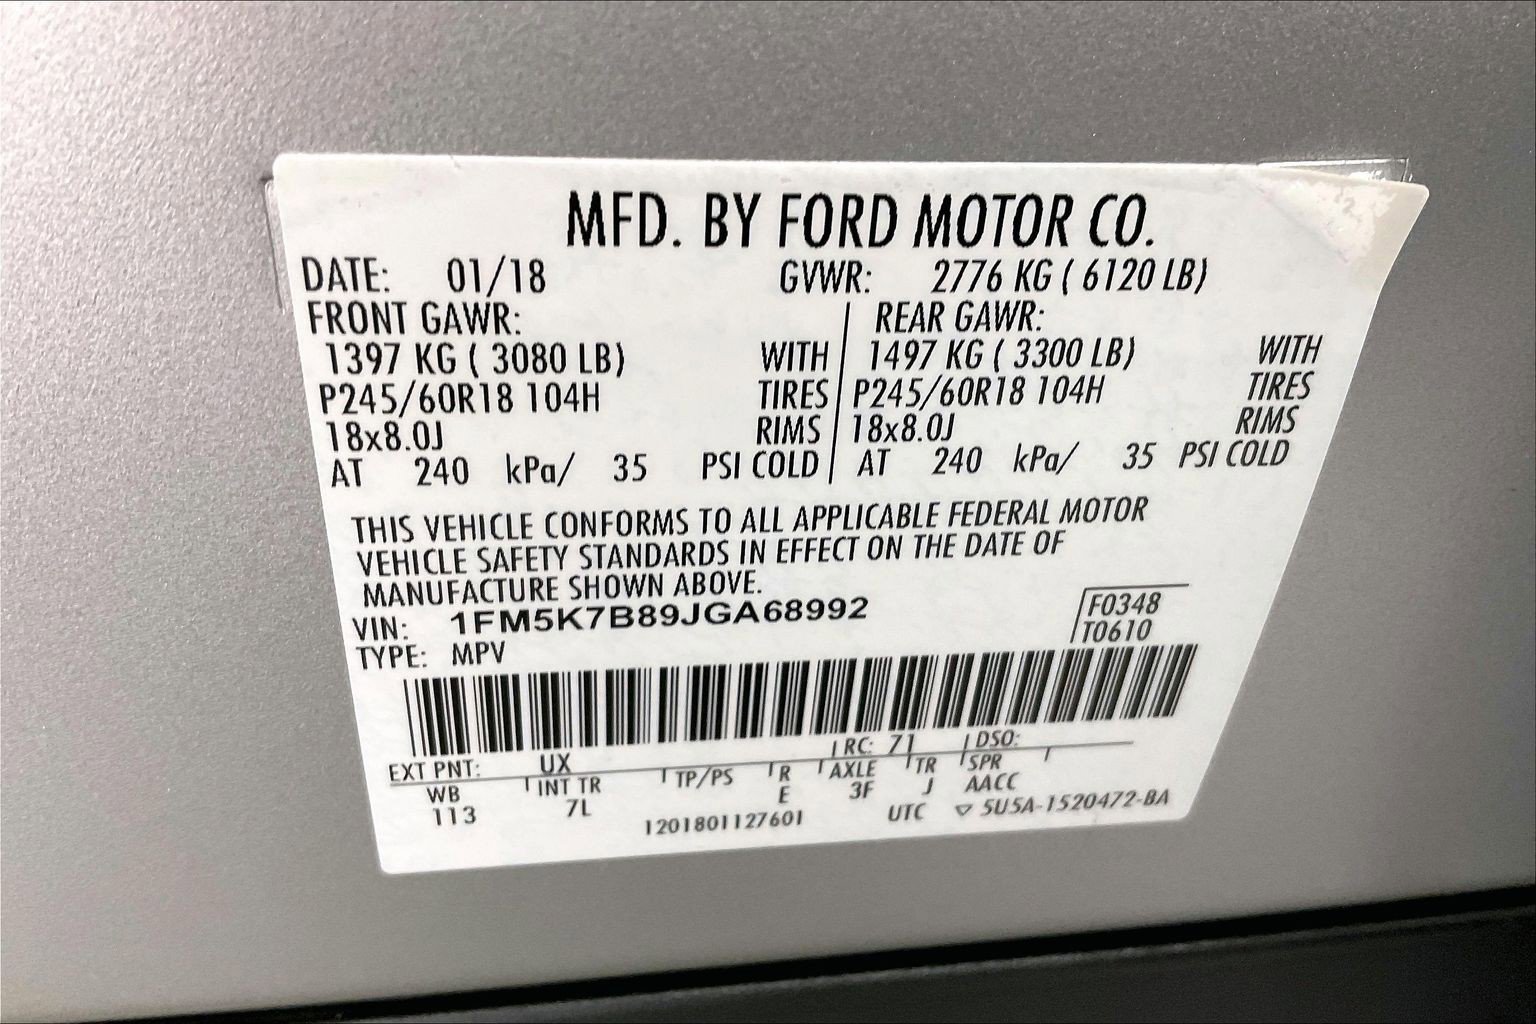 MFD. BY FORD MOTOR CO.
DATE: 01/18 GVWR: 2776 KG ( 6120 LB)
FRONT GAWR: REAR GAWR:
1397 KG ( 3080 LB) WITH 1497 KG ( 3300 LB) WITH
P245/60R18 104H TIRES P245/60R18 104H TIRES
18x8.0J RIMS 18x8.0J RIMS
AT 240 kPa/ 35 PSI COLD AT 240 kPa/ 35 PSI COLD
THIS VEHICLE CONFORMS TO ALL APPLICABLE FEDERAL MOTOR
VEHICLE SAFETY STANDARDS IN EFFECT ON THE DATE OF
MANUFACTURE SHOWN ABOVE.
VIN: 1FM5K7B89JGA68992 F0348
TYPE: MPV T0610
EXT PNT: UX RC: 71 DSO:
WB INT TR TP/PS R AXLE TR SPR
113 7L E 3F J AACC
1201801127601 UTC ▽ 5U5A-1520472-BA